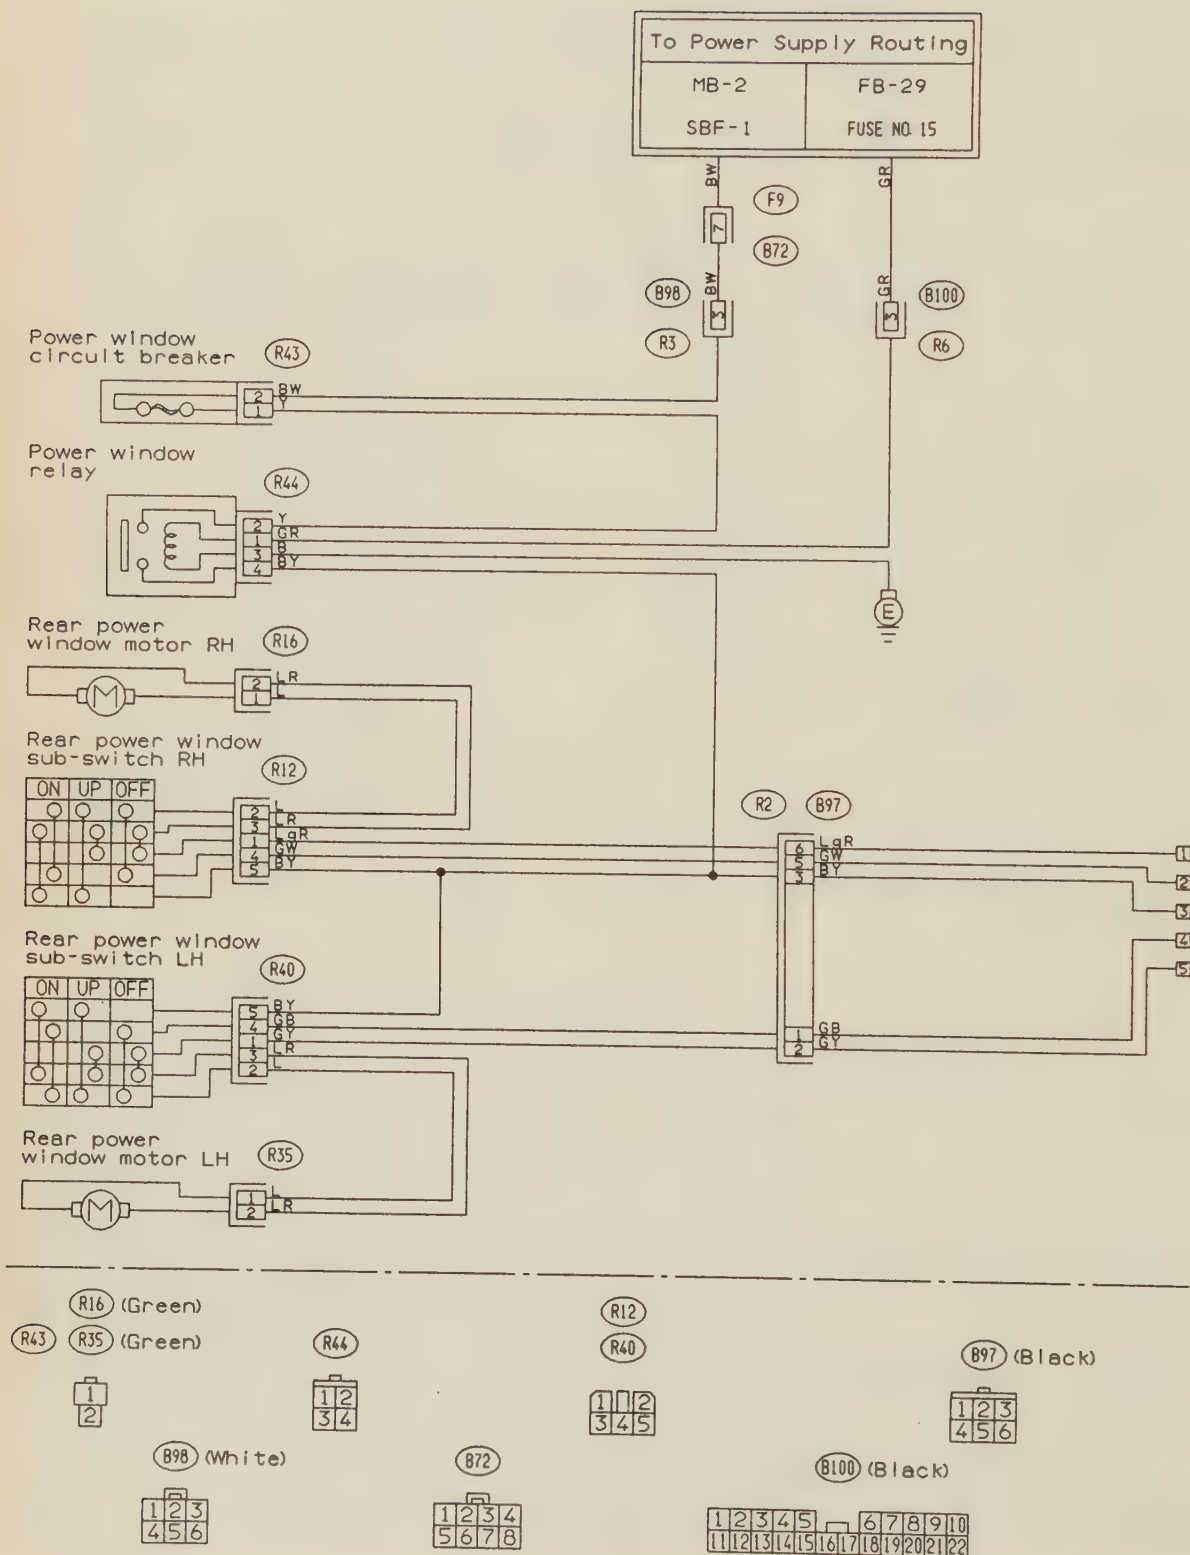 To Power Supply Routing
MB-2
FB-29
SBF-1
FUSE NO. 15
BW
GR
F9
7
B72
BW
GR
B98
B100
3
3
R3
R6
Power window
circuit breaker
R43
2
BW
1
Y
Power window
relay
R44
2
Y
1
GR
3
B
4
BY
E
Rear power
window motor RH
R16
M
2
LR
1
L
Rear power window
sub-switch RH
R12
ON UP OFF
2
L
3
LR
1
LgR
4
GW
5
BY
R2
B97
6
LgR
5
GW
3
BY
1
2
3
4
5
Rear power window
sub-switch LH
R40
ON UP OFF
5
BY
4
GB
1
GY
3
LR
2
L
1
GB
2
GY
Rear power
window motor LH
R35
M
1
L
2
LR
R16 (Green)
R43 R35 (Green)
1
2
R44
1 2
3 4
R12
R40
1 2
3 4 5
B97 (Black)
1 2 3
4 5 6
B98 (White)
1 2 3
4 5 6
B72
1 2 3 4
5 6 7 8
B100 (Black)
1 2 3 4 5 6 7 8 9 10
11 12 13 14 15 16 17 18 19 20 21 22